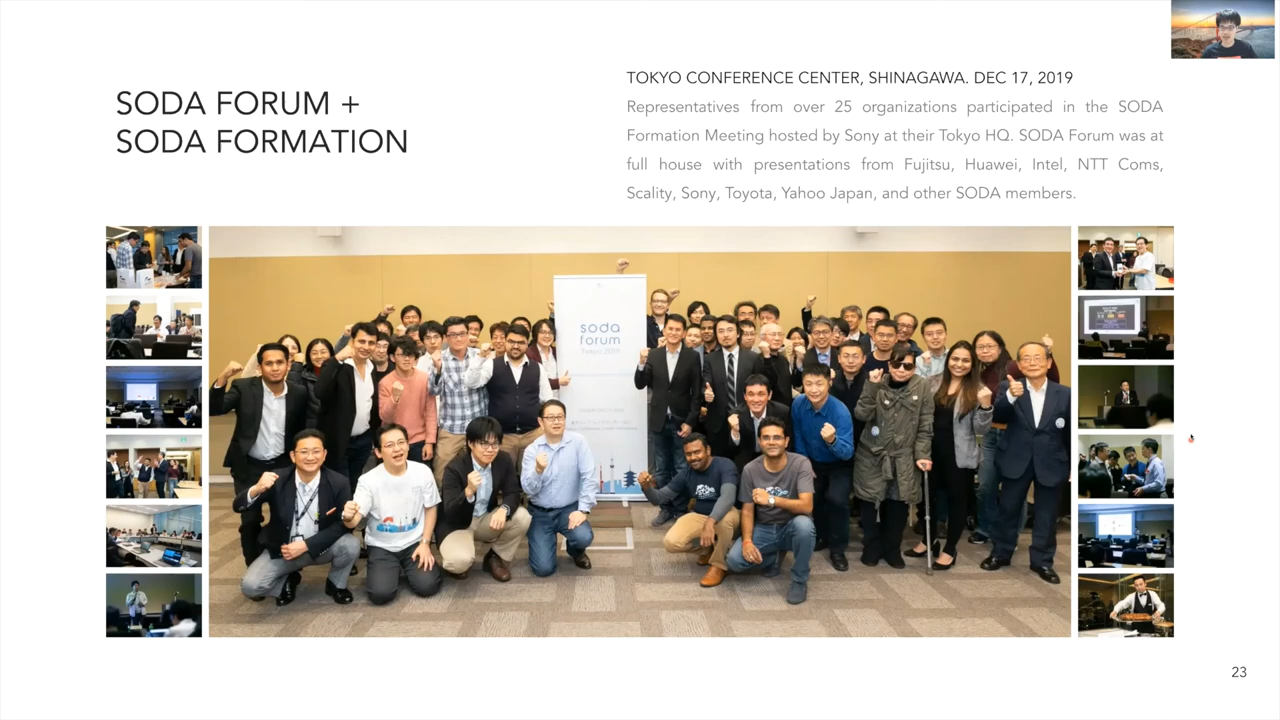 SODA FORUM +
SODA FORMATION
TOKYO CONFERENCE CENTER, SHINAGAWA. DEC 17, 2019
Representatives from over 25 organizations participated in the SODA
Formation Meeting hosted by Sony at their Tokyo HQ. SODA Forum was at
full house with presentations from Fujitsu, Huawei, Intel, NTT Coms,
Scality, Sony, Toyota, Yahoo Japan, and other SODA members.
soda
forum
Tokyo 2019
23